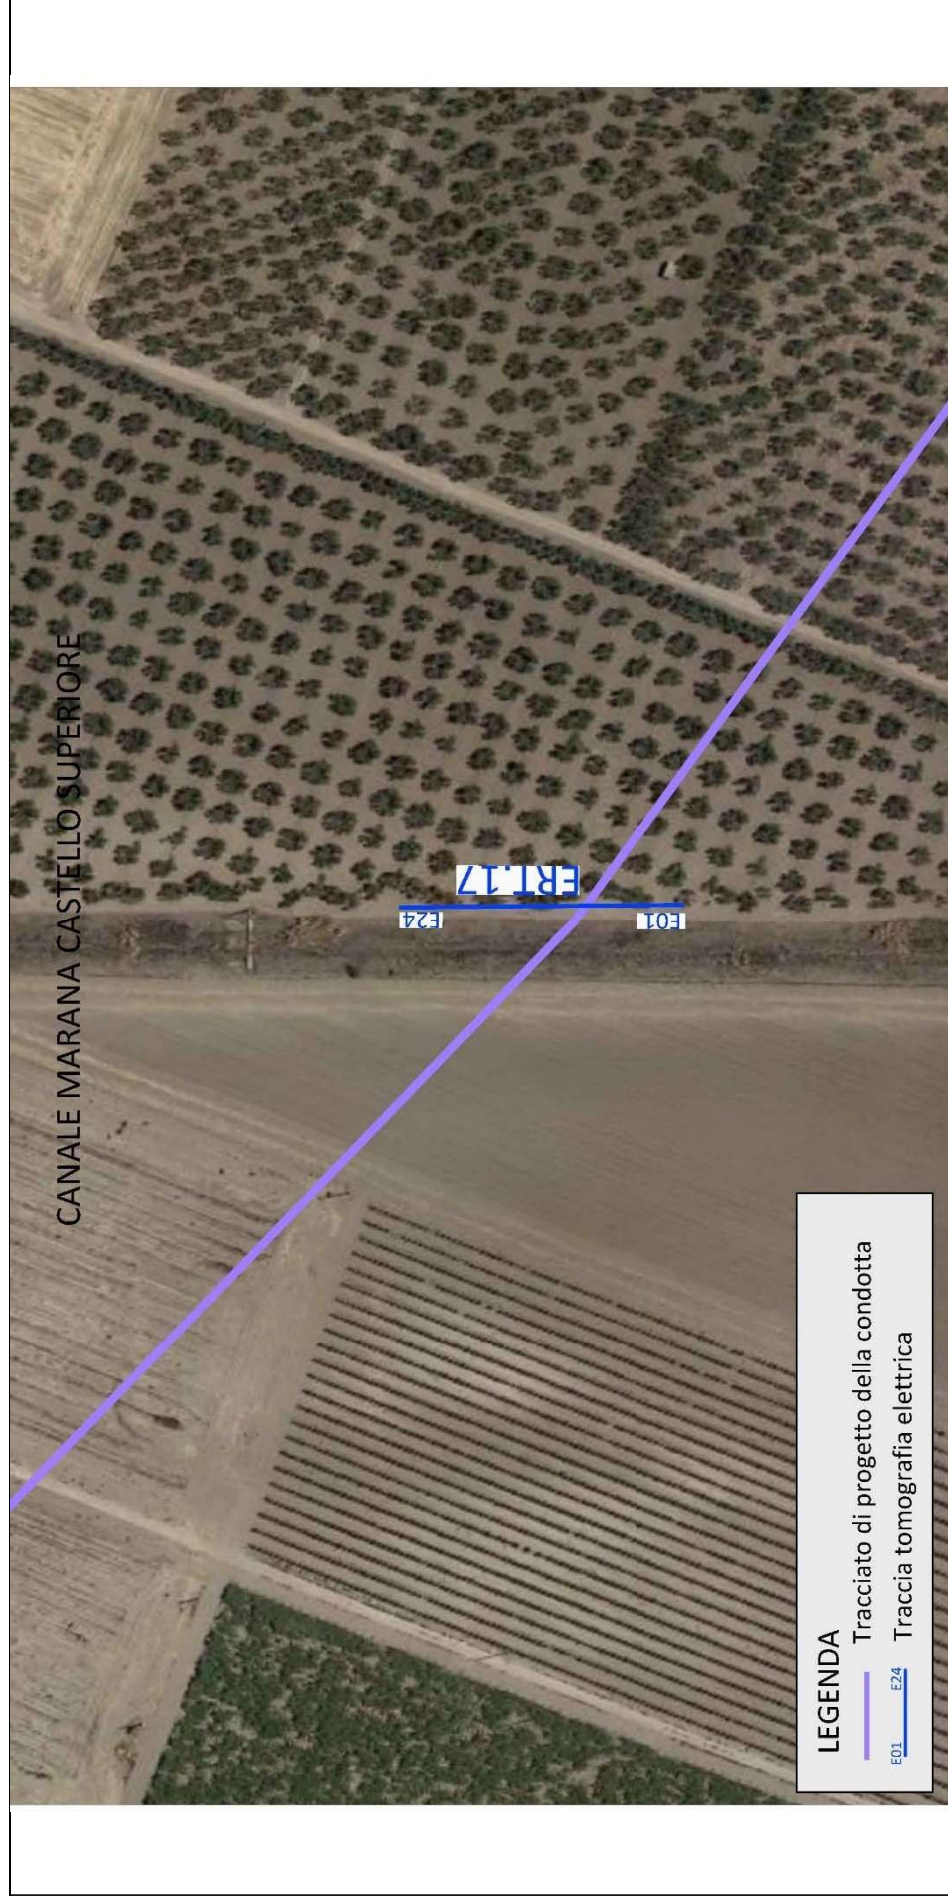 CANALE MARANA CASTELLO SUPERIORE
ERT.17
E24
E01
LEGENDA
Tracciato di progetto della condotta
E01 E24
Traccia tomografia elettrica